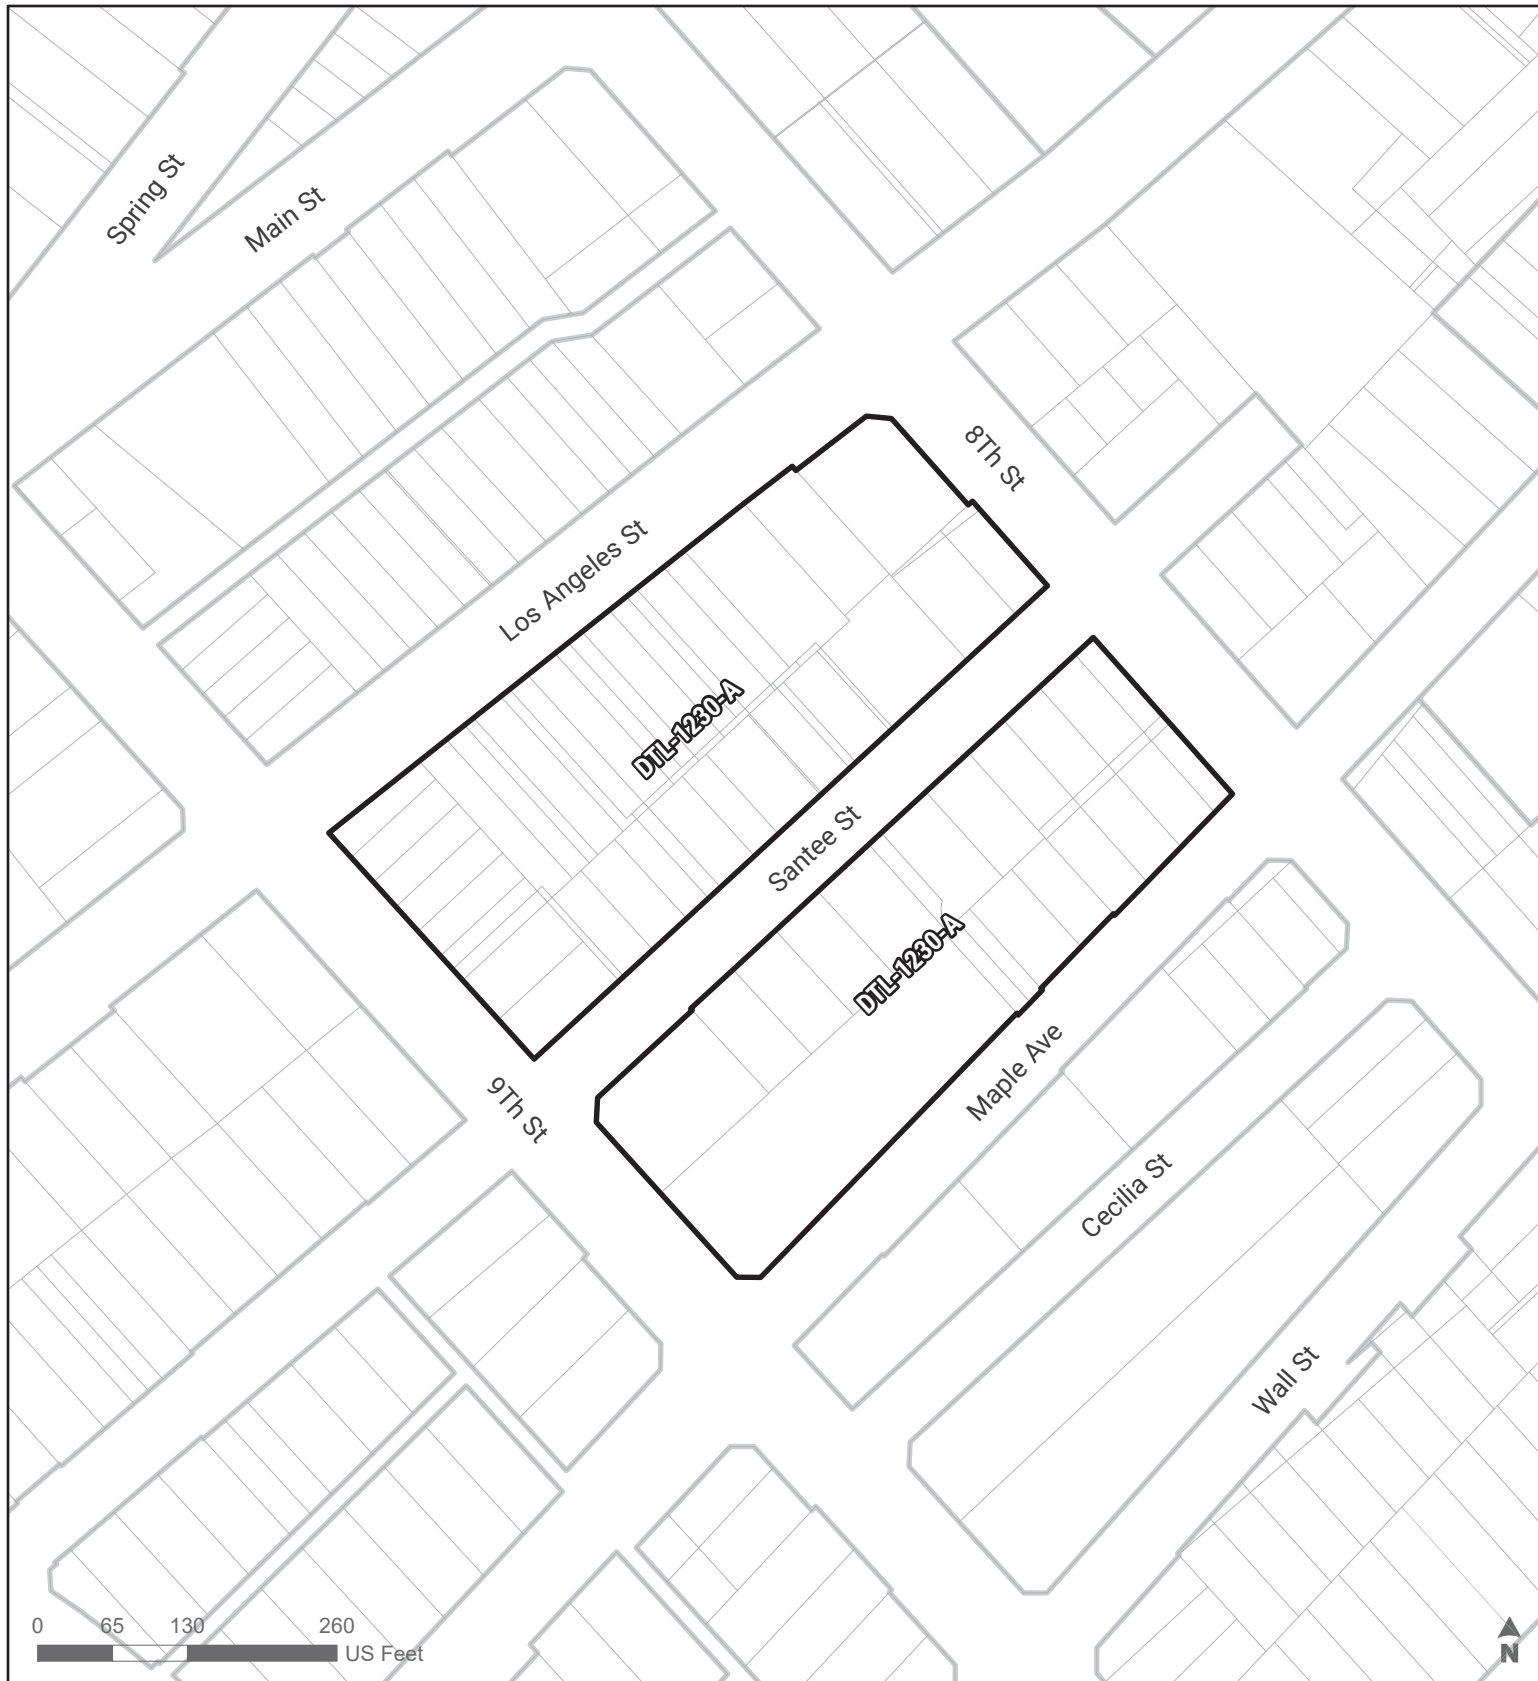 Spring St
Main St
8Th St
Los Angeles St
DTL-1230-A
Santee St
DTL-1230-A
Maple Ave
9Th St
Cecilia St
Wall St
0 65 130 260
US Feet
N